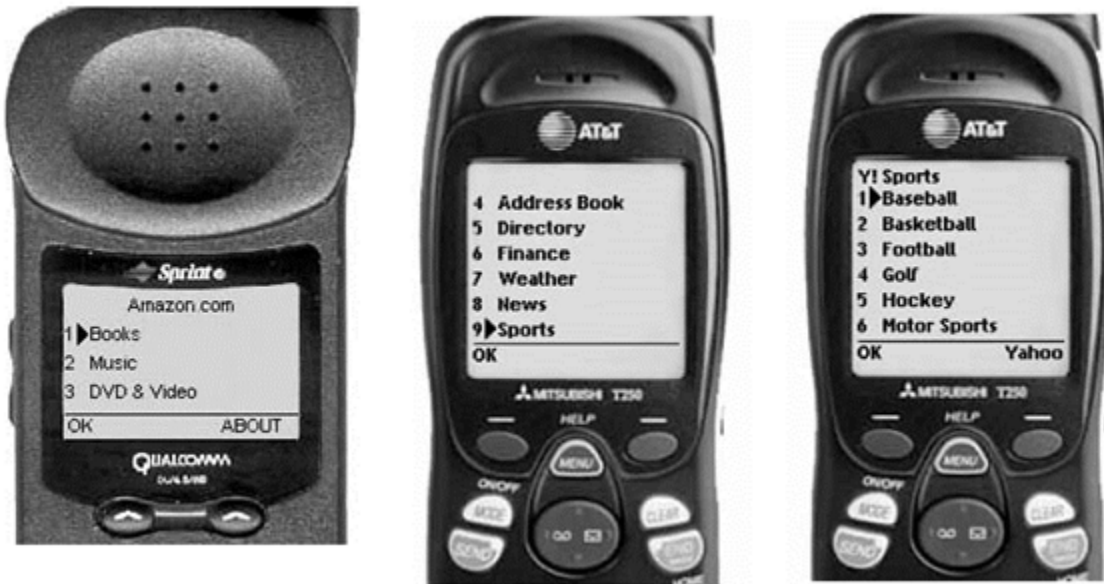 Sprint
Amazon.com
1 Books
2 Music
3 DVD & Video
OK ABOUT
QUALCOMM
AT&T
4 Address Book
5 Directory
6 Finance
7 Weather
8 News
9 Sports
OK
MITSUBISHI T250
HELP
MENU
ON/OFF
MODE
CLEAR
SEND
END
HOME
AT&T
Y! Sports
1 Baseball
2 Basketball
3 Football
4 Golf
5 Hockey
6 Motor Sports
OK Yahoo
MITSUBISHI T250
HELP
MENU
ON/OFF
MODE
CLEAR
SEND
END
HOME